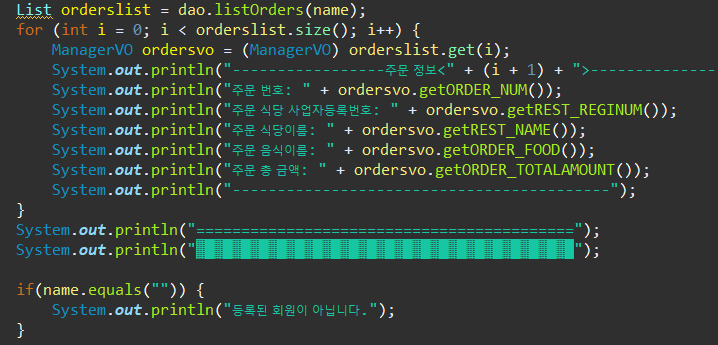 List orderslist = dao.listOrders(name);
for (int i = 0; i < orderslist.size(); i++) {
    ManagerVO ordersvo = (ManagerVO) orderslist.get(i);
    System.out.println("-----------------주문 정보<" + (i + 1) + ">--------------
    System.out.println("주문 번호: " + ordersvo.getORDER_NUM());
    System.out.println("주문 식당 사업자등록번호: " + ordersvo.getREST_REGINUM());
    System.out.println("주문 식당이름: " + ordersvo.getREST_NAME());
    System.out.println("주문 음식이름: " + ordersvo.getORDER_FOOD());
    System.out.println("주문 총 금액: " + ordersvo.getORDER_TOTALAMOUNT());
    System.out.println("------------------------------------------");
}
System.out.println("==========================================");
System.out.println("▒▒▒▒▒▒▒▒▒▒▒▒▒▒▒▒▒▒▒▒▒");
if(name.equals("")) {
    System.out.println("등록된 회원이 아닙니다.");
}